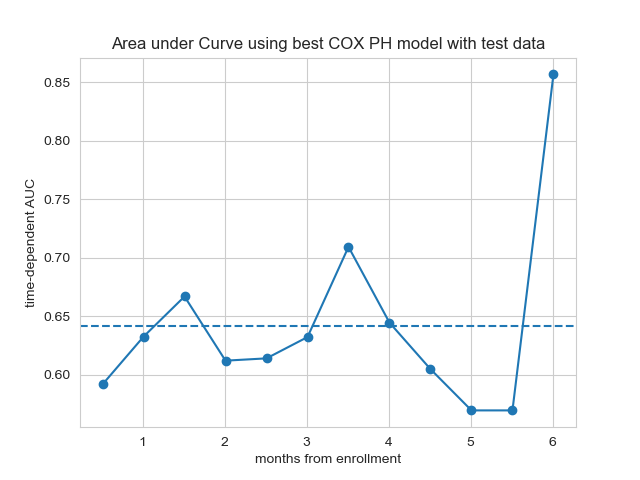 Area under Curve using best COX PH model with test data
time-dependent AUC
0.85
0.80
0.75
0.70
0.65
0.60
1 2 3 4 5 6
months from enrollment